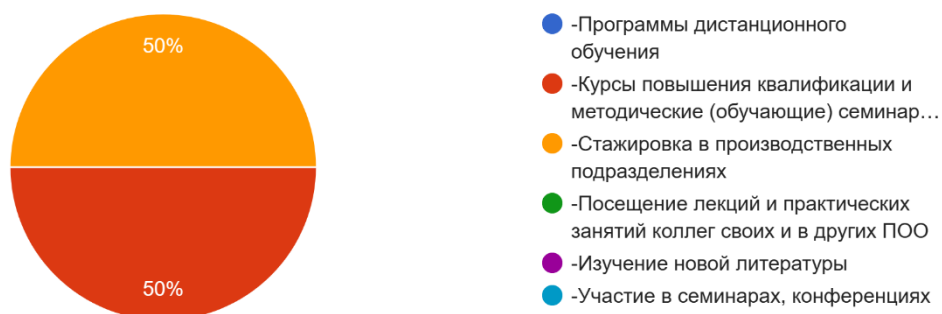 50%
50%
-Программы дистанционного
обучения
-Курсы повышения квалификации и
методические (обучающие) семинар…
-Стажировка в производственных
подразделениях
-Посещение лекций и практических
занятий коллег своих и в других ПОО
-Изучение новой литературы
-Участие в семинарах, конференциях